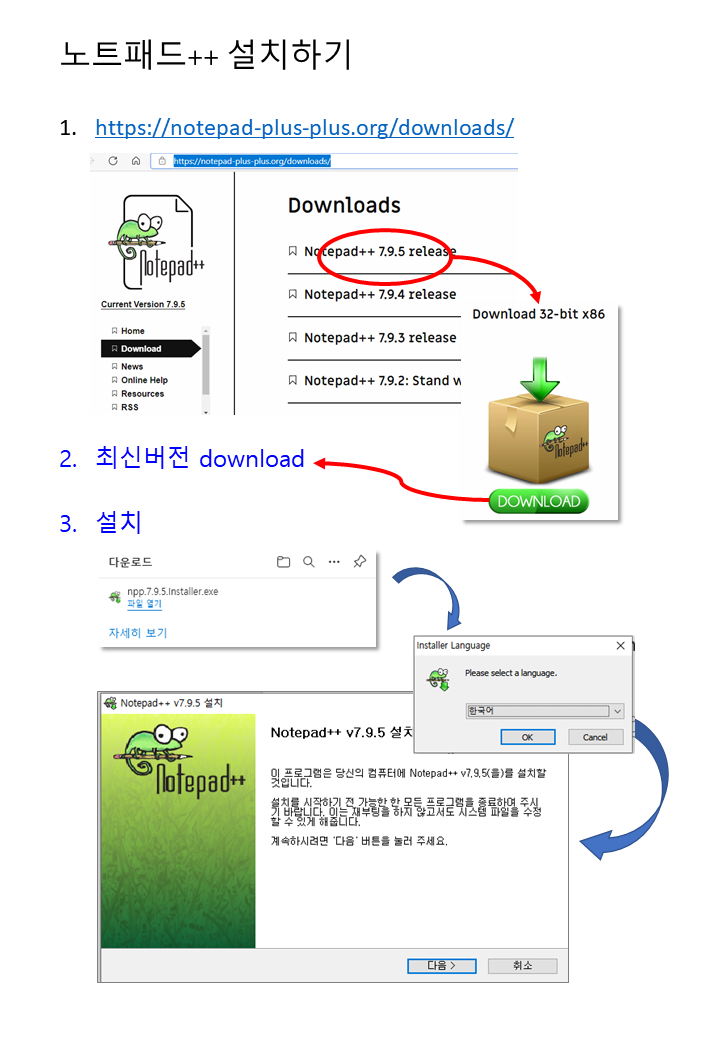 노트패드++ 설치하기
1. https://notepad-plus-plus.org/downloads/
https://notepad-plus-plus.org/downloads/
Notepad++
Current Version 7.9.5
Home
Download
News
Online Help
Resources
RSS
Downloads
Notepad++ 7.9.5 release
Notepad++ 7.9.4 release
Notepad++ 7.9.3 release
Notepad++ 7.9.2: Stand w
Download 32-bit x86
Notepad++
DOWNLOAD
2. 최신버전 download
3. 설치
다운로드
npp.7.9.5.Installer.exe
파일 열기
자세히 보기
Installer Language
Please select a language.
한국어
OK
Cancel
Notepad++ v7.9.5 설치
Notepad++
Notepad++ v7.9.5 설치
이 프로그램은 당신의 컴퓨터에 Notepad++ v7.9.5(을)를 설치할
것입니다.
설치를 시작하기 전 가능한 한 모든 프로그램을 종료하여 주시
기 바랍니다. 이는 재부팅을 하지 않고서도 시스템 파일을 수정
할 수 있게 해줍니다.
계속하시려면 '다음' 버튼을 눌러 주세요.
다음 >
취소